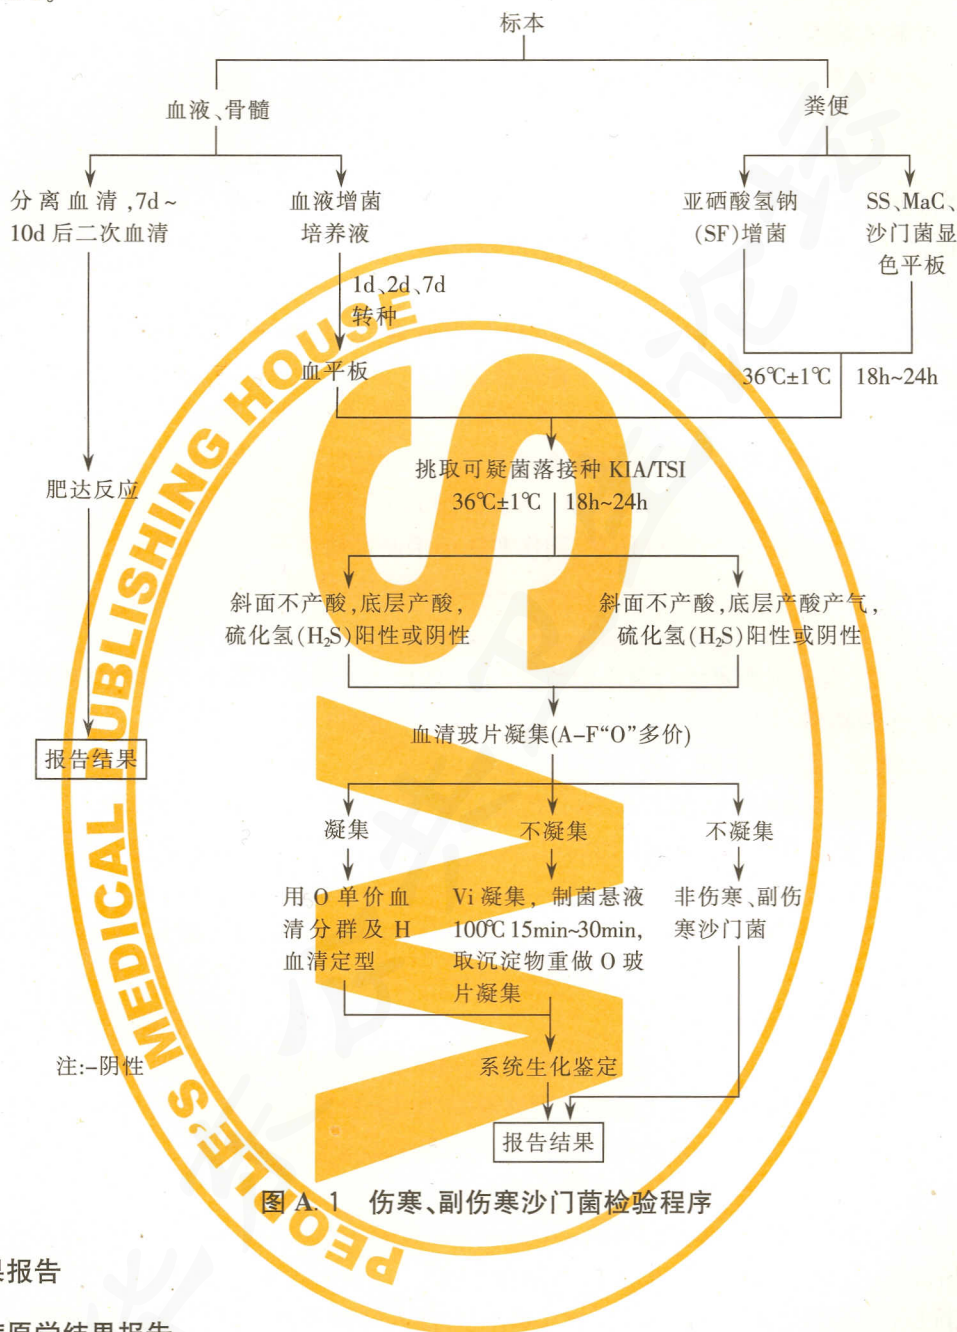 标本
血液、骨髓
粪便
分离血清,7d~
10d后二次血清
血液增菌
培养液
亚硒酸氢钠
(SF)增菌
SS、MaC、
沙门菌显
色平板
1d、2d、7d
转种
血平板
36℃±1℃ 18h~24h
挑取可疑菌落接种 KIA/TSI
36℃±1℃ 18h~24h
肥达反应
斜面不产酸,底层产酸,
硫化氢(H₂S)阳性或阴性
斜面不产酸,底层产酸产气,
硫化氢(H₂S)阳性或阴性
血清玻片凝集(A-F“O”多价)
报告结果
凝集
不凝集
不凝集
用O单价血
清分群及H
血清定型
Vi凝集, 制菌悬液
100℃ 15min~30min,
取沉淀物重做O玻
片凝集
非伤寒、副伤
寒沙门菌
注:-阴性
系统生化鉴定
报告结果
图 A.1 伤寒、副伤寒沙门菌检验程序
果报告
PEOPLE'S MEDICAL PUBLISHING HOUSE
WS